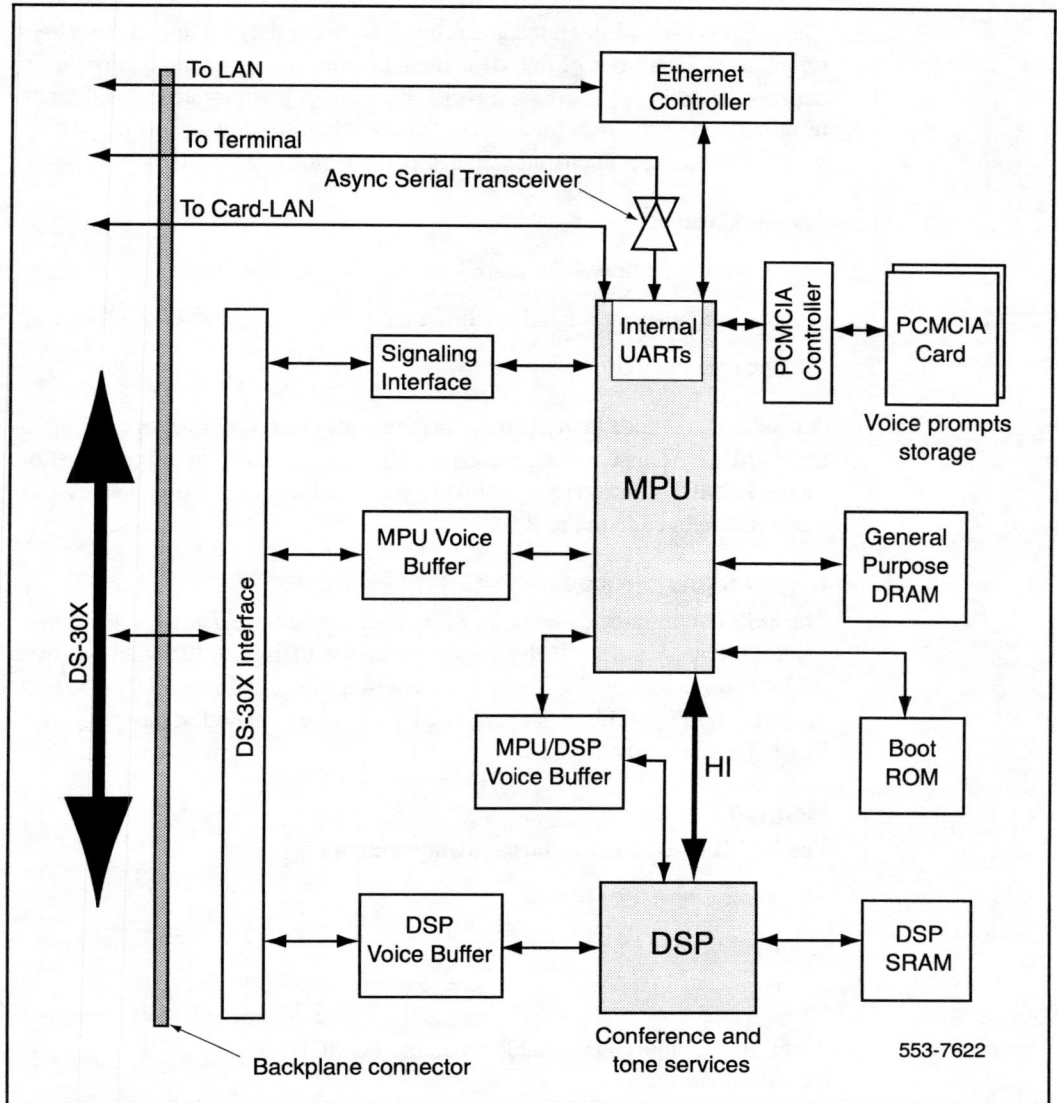 To LAN
Ethernet
Controller
To Terminal
Async Serial Transceiver
To Card-LAN
Internal
UARTs
PCMCIA
Controller
PCMCIA
Card
Voice prompts
storage
Signaling
Interface
MPU
MPU Voice
Buffer
General
Purpose
DRAM
DS-30X
DS-30X Interface
MPU/DSP
Voice Buffer
HI
Boot
ROM
DSP
Voice Buffer
DSP
DSP
SRAM
Conference and
tone services
Backplane connector
553-7622